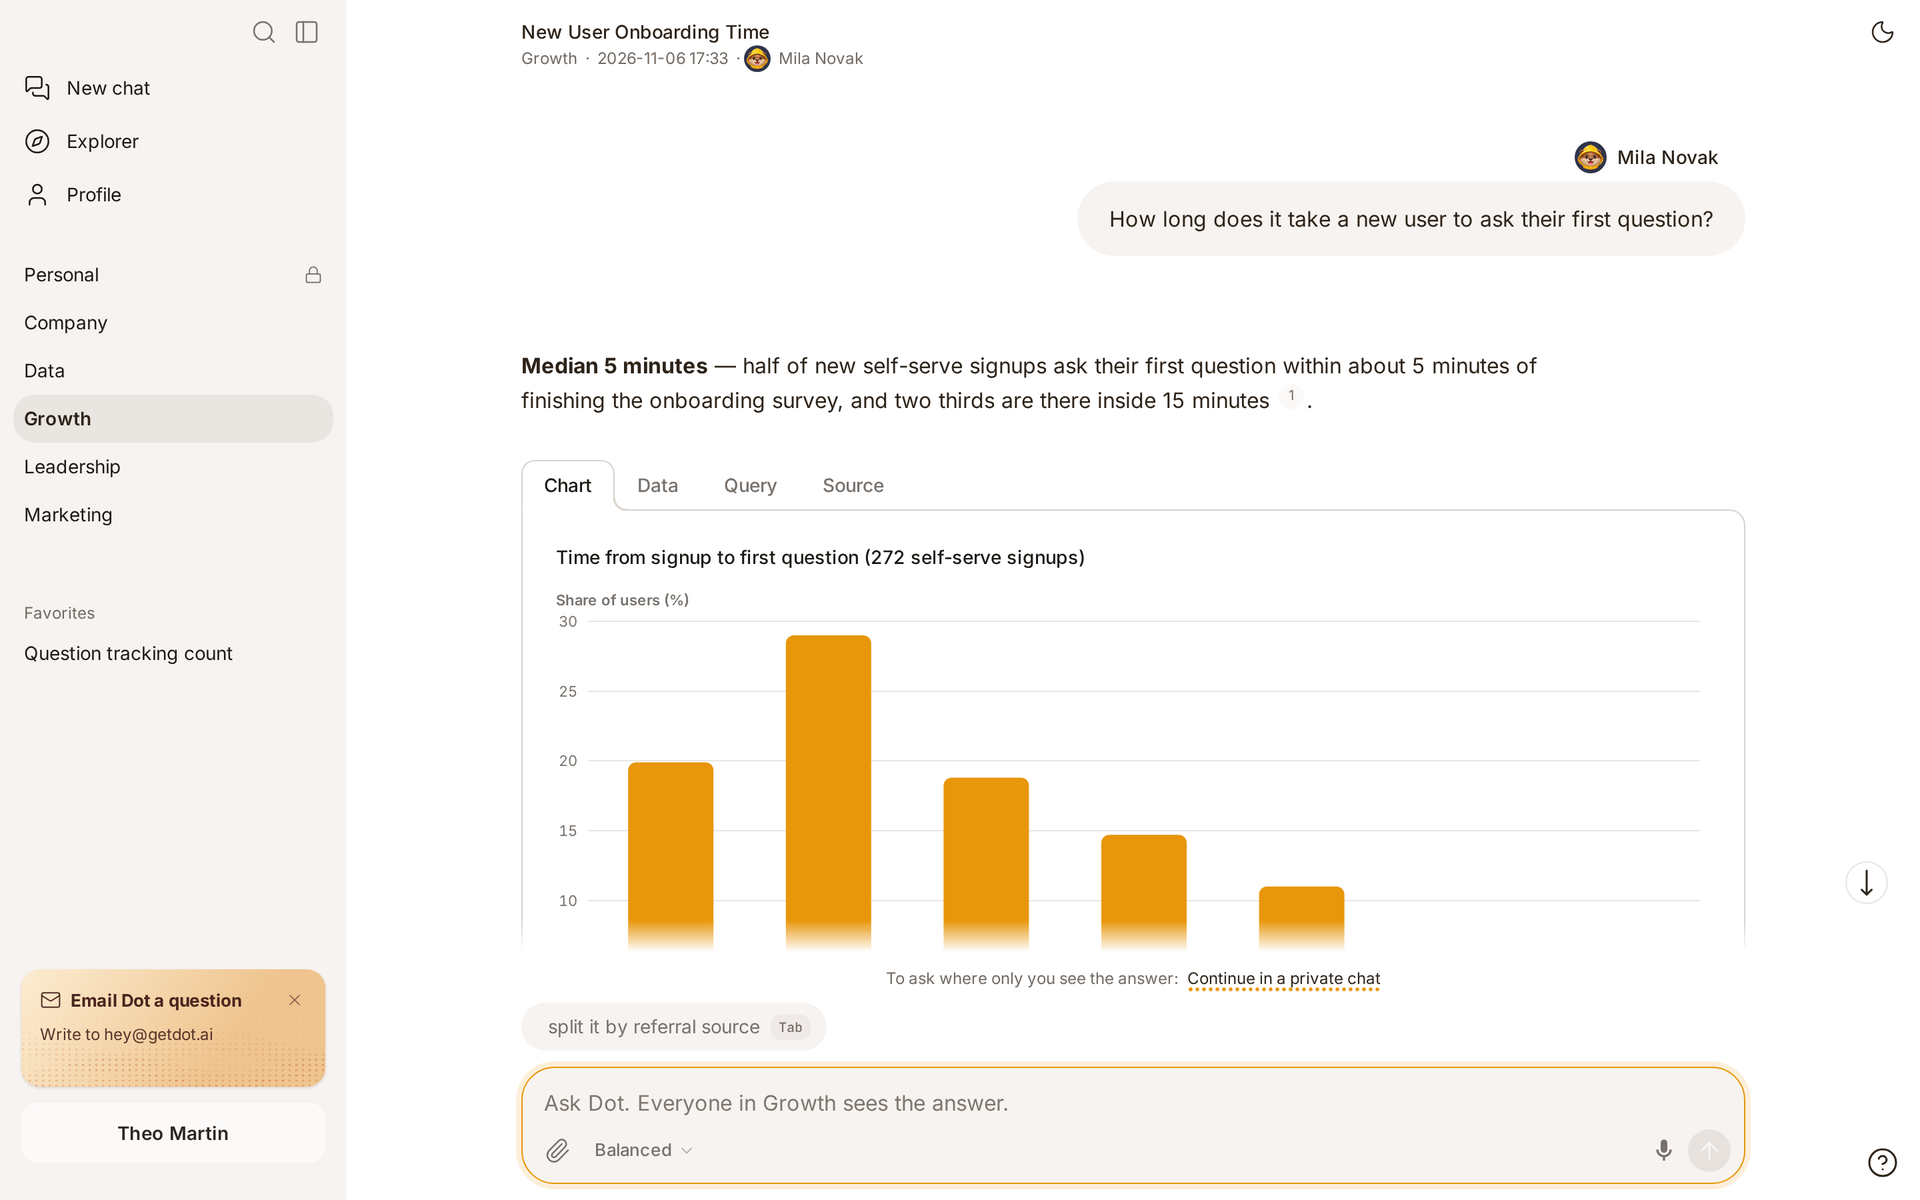 New chat
Explorer
Profile
Personal
Company
Data
Growth
Leadership
Marketing
Favorites
Question tracking count
Email Dot a question
Write to hey@getdot.ai
Theo Martin
New User Onboarding Time
Growth · 2026-11-06 17:33 · Mila Novak
Mila Novak
How long does it take a new user to ask their first question?
Median 5 minutes — half of new self-serve signups ask their first question within about 5 minutes of
finishing the onboarding survey, and two thirds are there inside 15 minutes 1 .
Chart Data Query Source
Time from signup to first question (272 self-serve signups)
Share of users (%)
30
25
20
15
10
To ask where only you see the answer: Continue in a private chat
split it by referral source Tab
Ask Dot. Everyone in Growth sees the answer.
Balanced